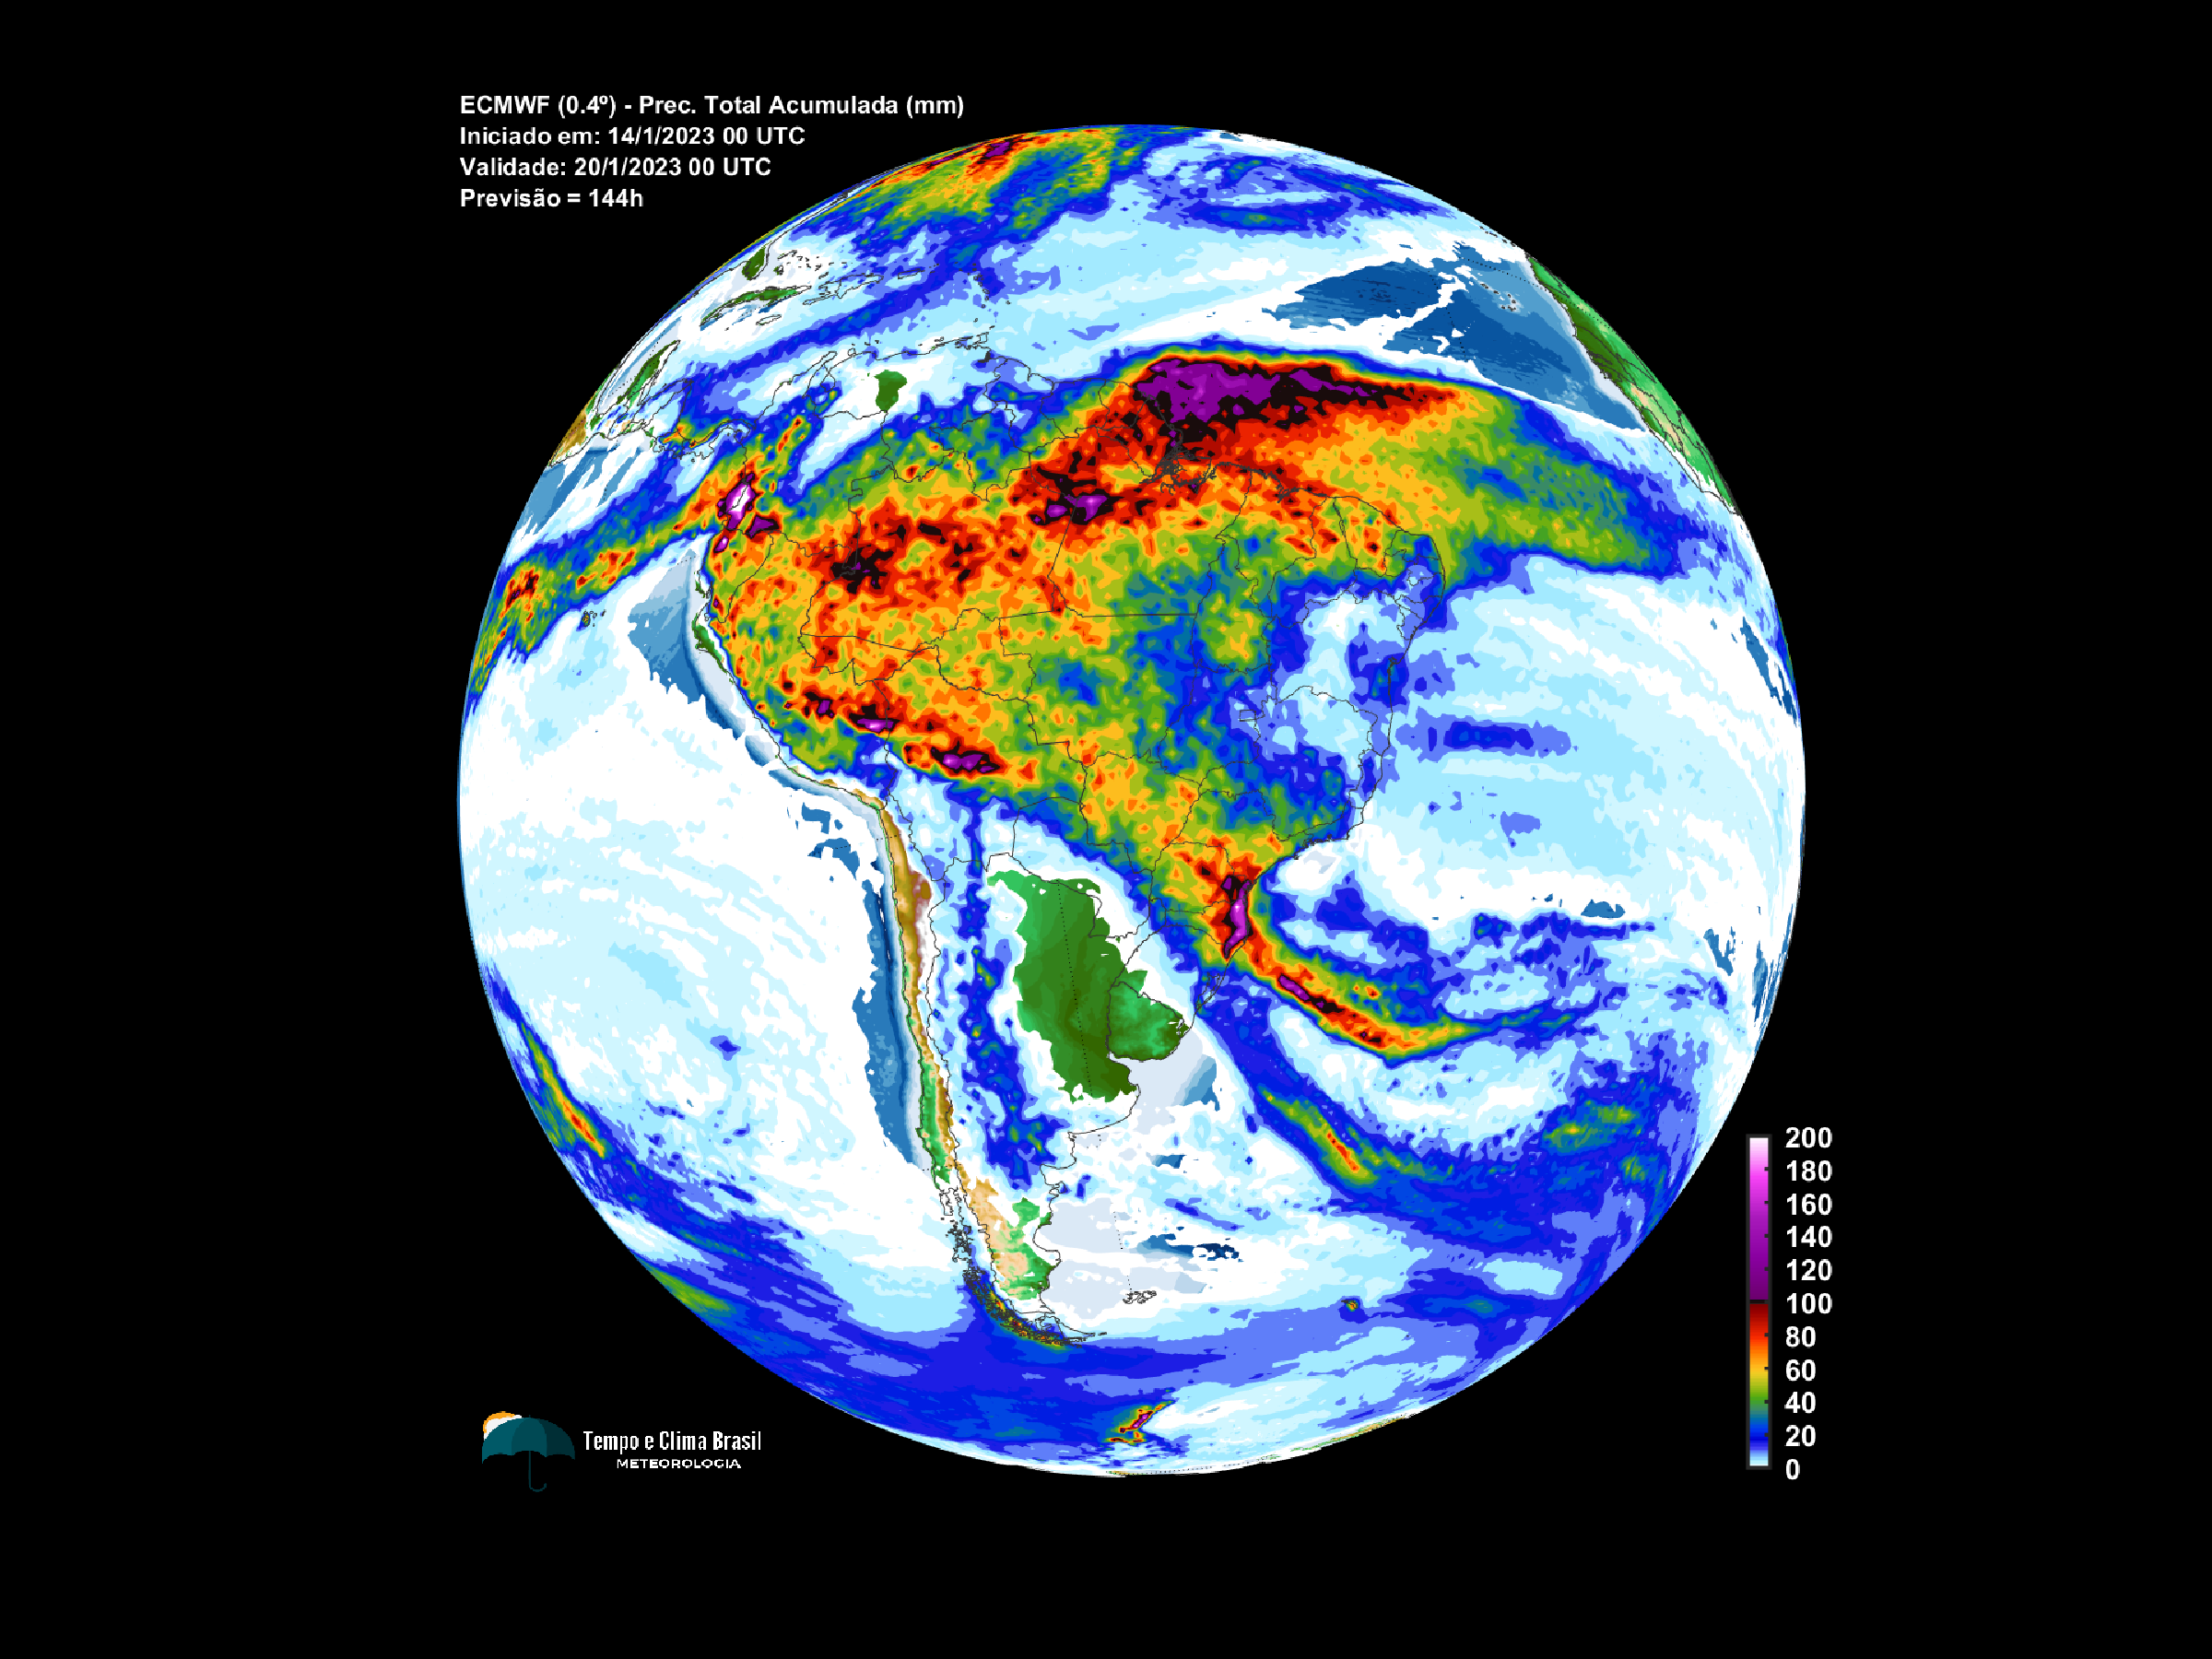 ECMWF (0.4º) - Prec. Total Acumulada (mm)
Iniciado em: 14/1/2023 00 UTC
Validade: 20/1/2023 00 UTC
Previsão = 144h
200
180
160
140
120
100
80
60
40
20
0
Tempo e Clima Brasil
METEOROLOGIA